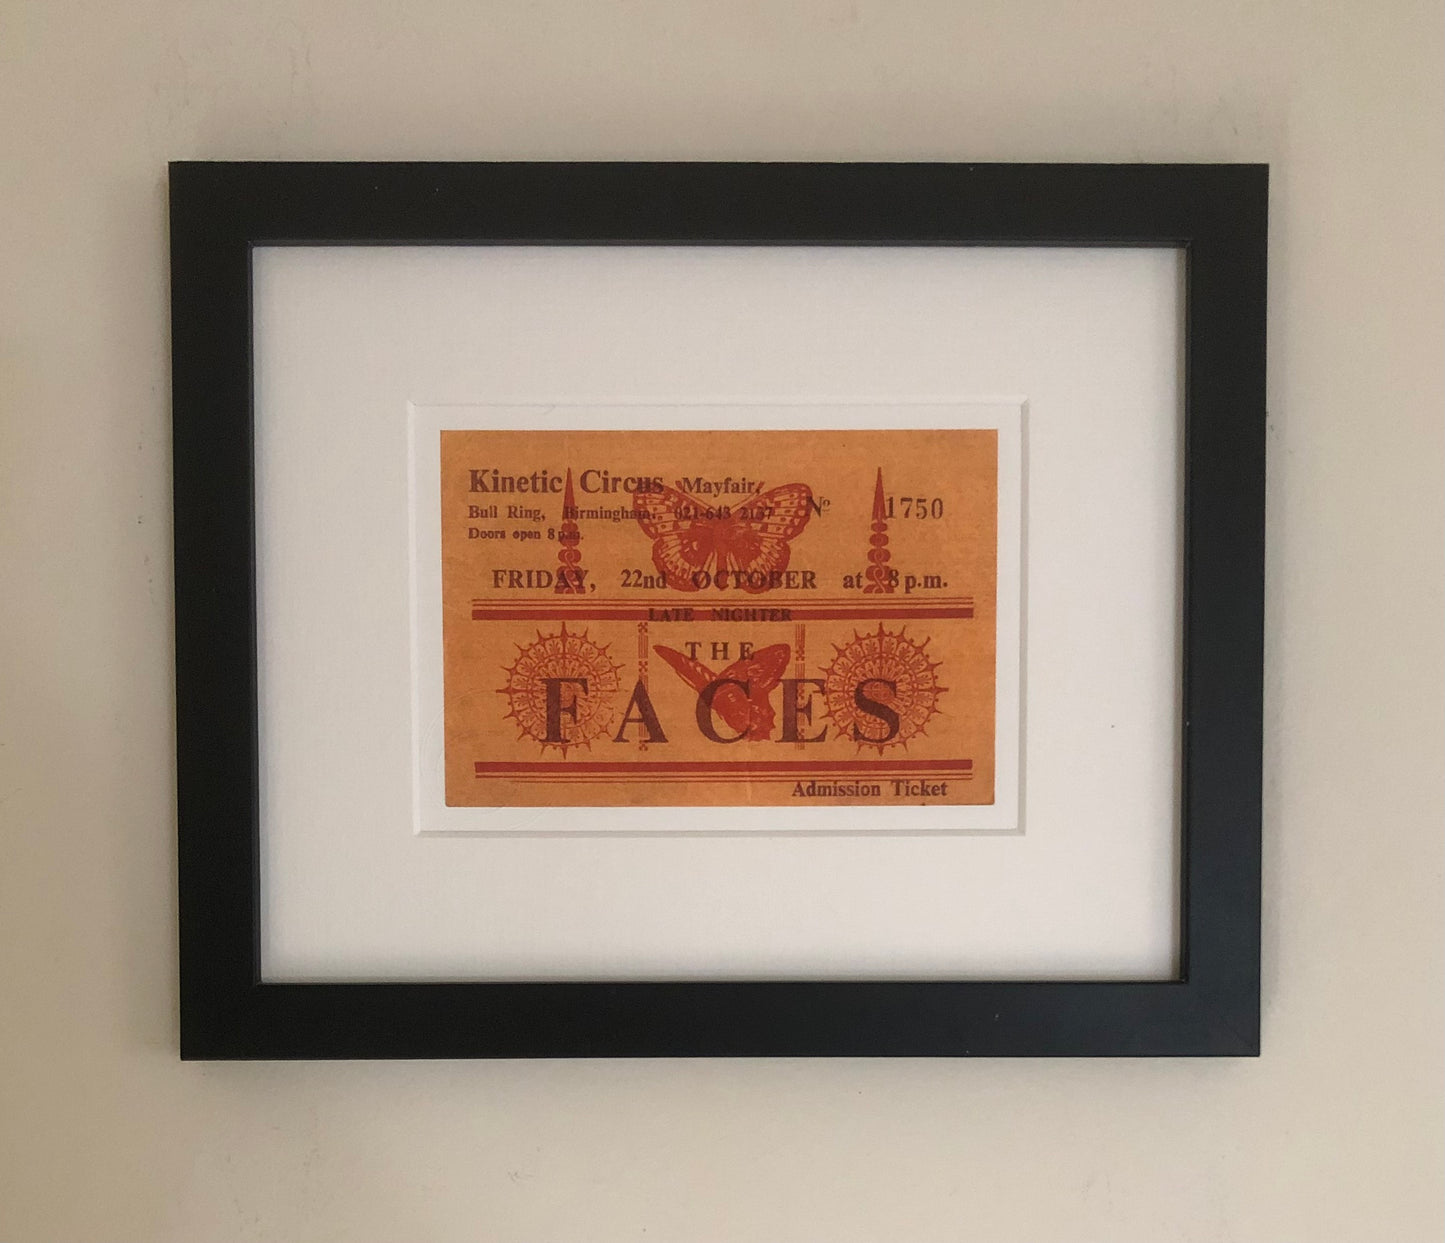 Kinetic Circus Mayfair,
Bull Ring, Birmingham. 021-643 2137 Nº 1750
Doors open 8 p.m.
FRIDAY, 22nd OCTOBER at 8 p.m.
LATE NIGHTER
THE
FACES
Admission Ticket